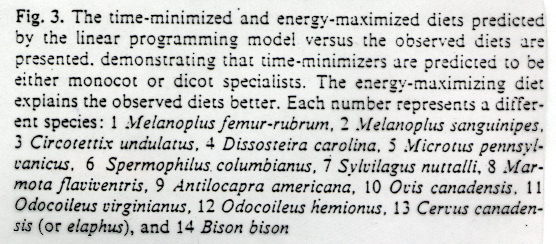 Fig. 3. The time-minimized and energy-maximized diets predicted
by the linear programming model versus the observed diets are
presented. demonstrating that time-minimizers are predicted to be
either monocot or dicot specialists. The energy-maximizing diet
explains the observed diets better. Each number represents a differ-
ent species: 1 Melanoplus femur-rubrum, 2 Melanoplus sanguinipes,
3 Circotettix undulatus, 4 Dissosteira carolina, 5 Microtus pennsyl-
vanicus, 6 Spermophilus columbianus, 7 Sylvilagus nuttalli, 8 Mar-
mota flaviventris, 9 Antilocapra americana, 10 Ovis canadensis, 11
Odocoileus virginianus, 12 Odocoileus hemionus, 13 Cervus canaden-
sis (or elaphus), and 14 Bison bison